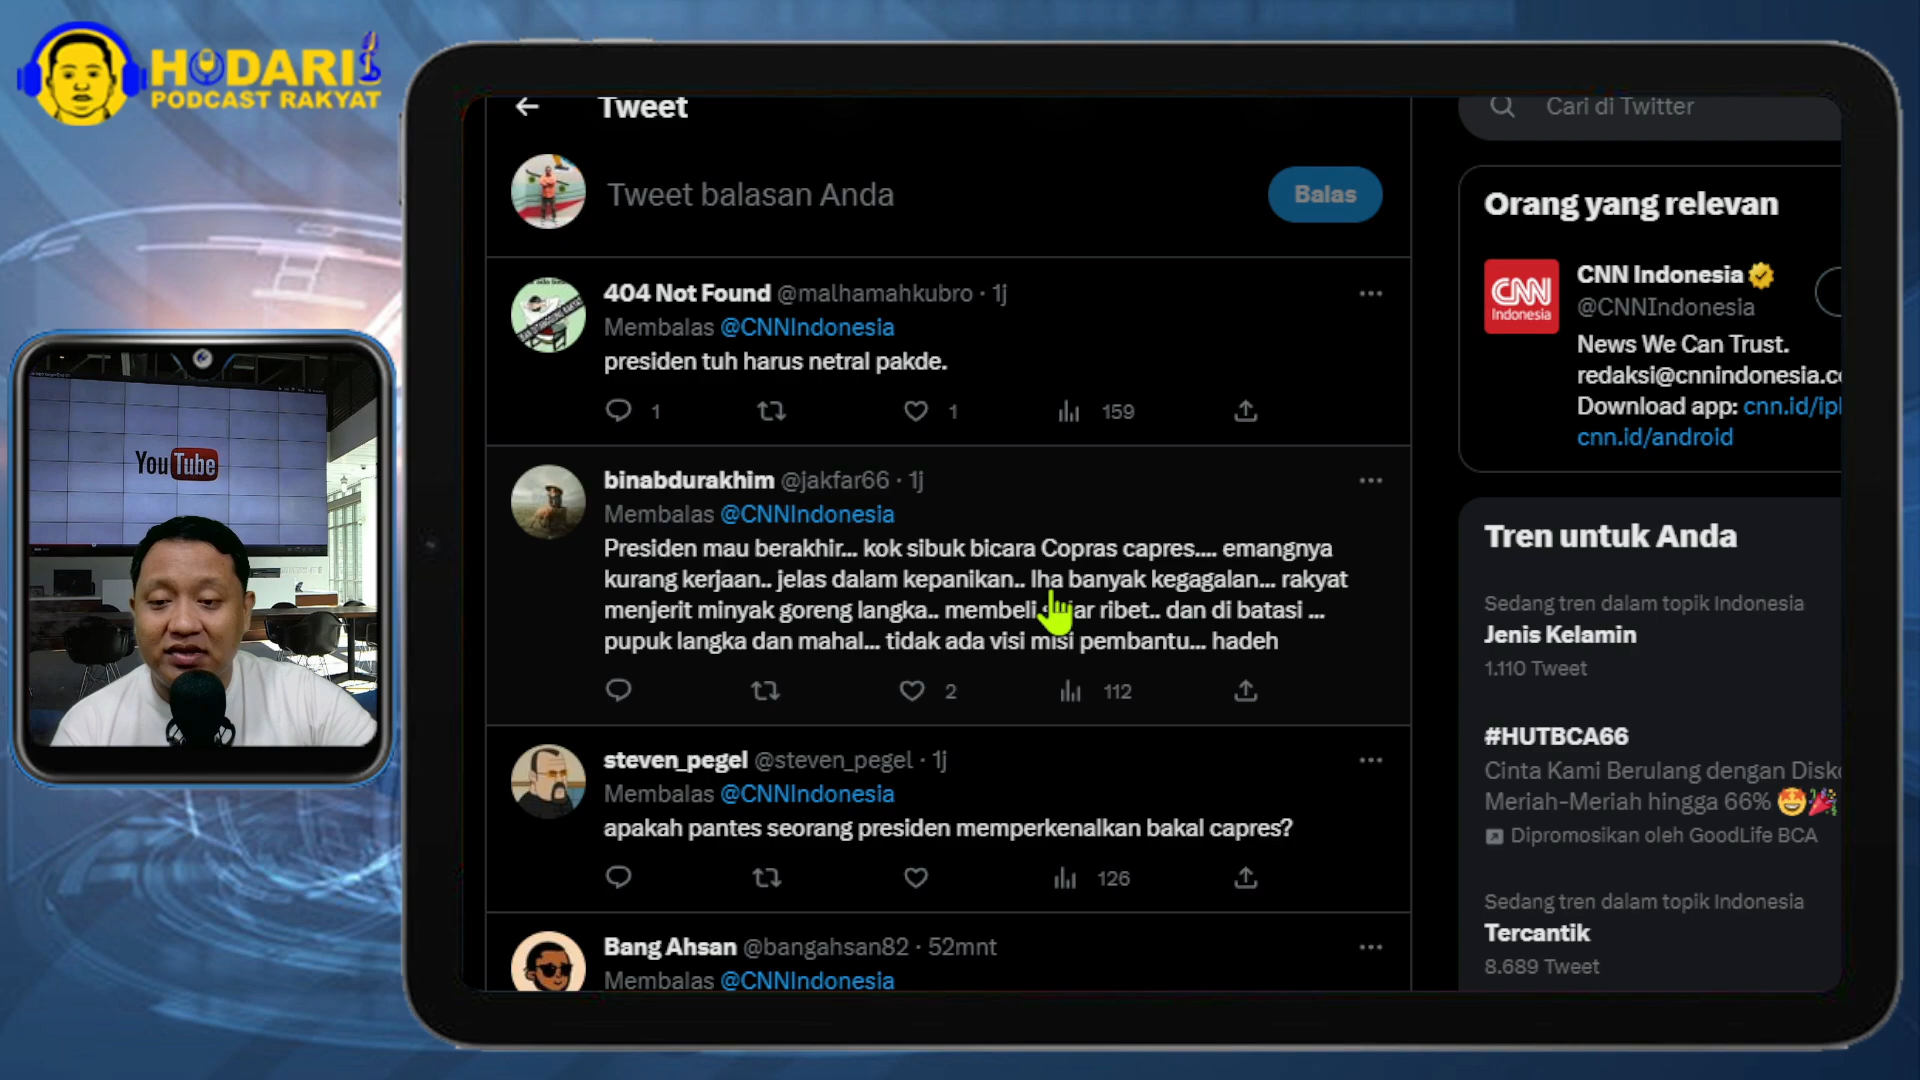 HODARI
PODCAST RAKYAT
YouTube
Tweet
Tweet balasan Anda
Balas
404 Not Found @malhamahkubro · 1j
Membalas @CNNIndonesia
presiden tuh harus netral pakde.
1 1 159
binabdurakhim @jakfar66 · 1j
Membalas @CNNIndonesia
Presiden mau berakhir... kok sibuk bicara Copras capres.... emangnya
kurang kerjaan.. jelas dalam kepanikan.. lha banyak kegagalan... rakyat
menjerit minyak goreng langka.. membeli ribet.. dan di batasi ...
pupuk langka dan mahal... tidak ada visi misi pembantu... hadeh
2 112
steven_pegel @steven_pegel · 1j
Membalas @CNNIndonesia
apakah pantes seorang presiden memperkenalkan bakal capres?
126
Bang Ahsan @bangahsan82 · 52mnt
Membalas @CNNIndonesia
Cari di Twitter
Orang yang relevan
CNN Indonesia
CNN Indonesia
@CNNIndonesia
News We Can Trust.
redaksi@cnnindonesia.c
Download app: cnn.id/ip
cnn.id/android
Tren untuk Anda
Sedang tren dalam topik Indonesia
Jenis Kelamin
1.110 Tweet
#HUTBCA66
Cinta Kami Berulang dengan Disk
Meriah-Meriah hingga 66% 🤩🎉
Dipromosikan oleh GoodLife BCA
Sedang tren dalam topik Indonesia
Tercantik
8.689 Tweet